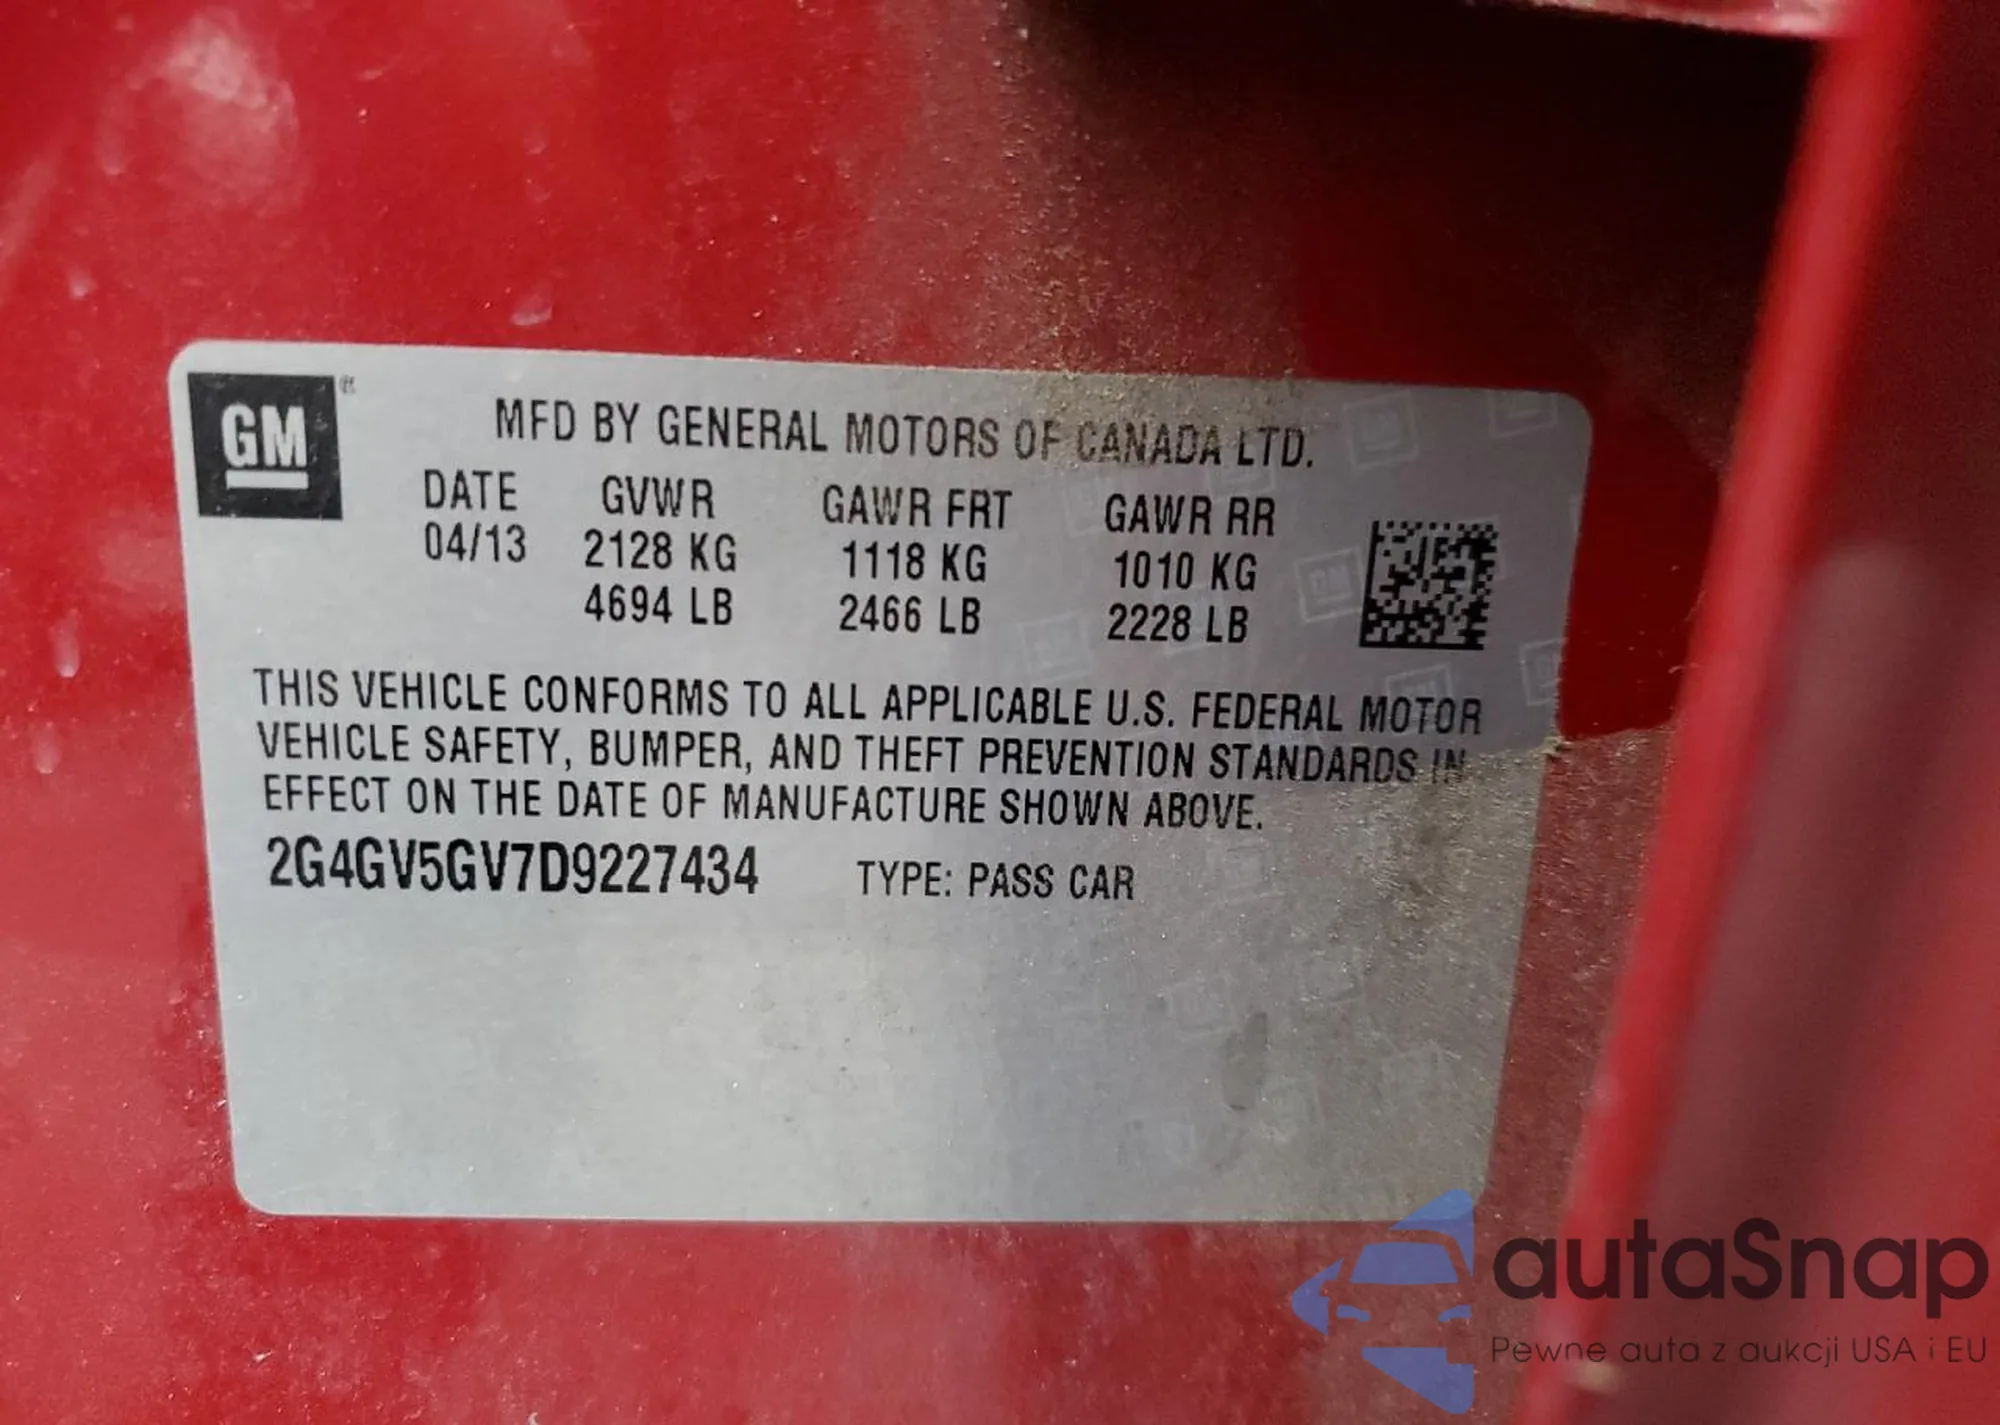 GM®
MFD BY GENERAL MOTORS OF CANADA LTD.
DATE GVWR GAWR FRT GAWR RR
04/13 2128 KG 1118 KG 1010 KG
4694 LB 2466 LB 2228 LB
THIS VEHICLE CONFORMS TO ALL APPLICABLE U.S. FEDERAL MOTOR
VEHICLE SAFETY, BUMPER, AND THEFT PREVENTION STANDARDS IN
EFFECT ON THE DATE OF MANUFACTURE SHOWN ABOVE.
2G4GV5GV7D9227434 TYPE: PASS CAR
autaSnap
Pewne auta z aukcji USA i EU